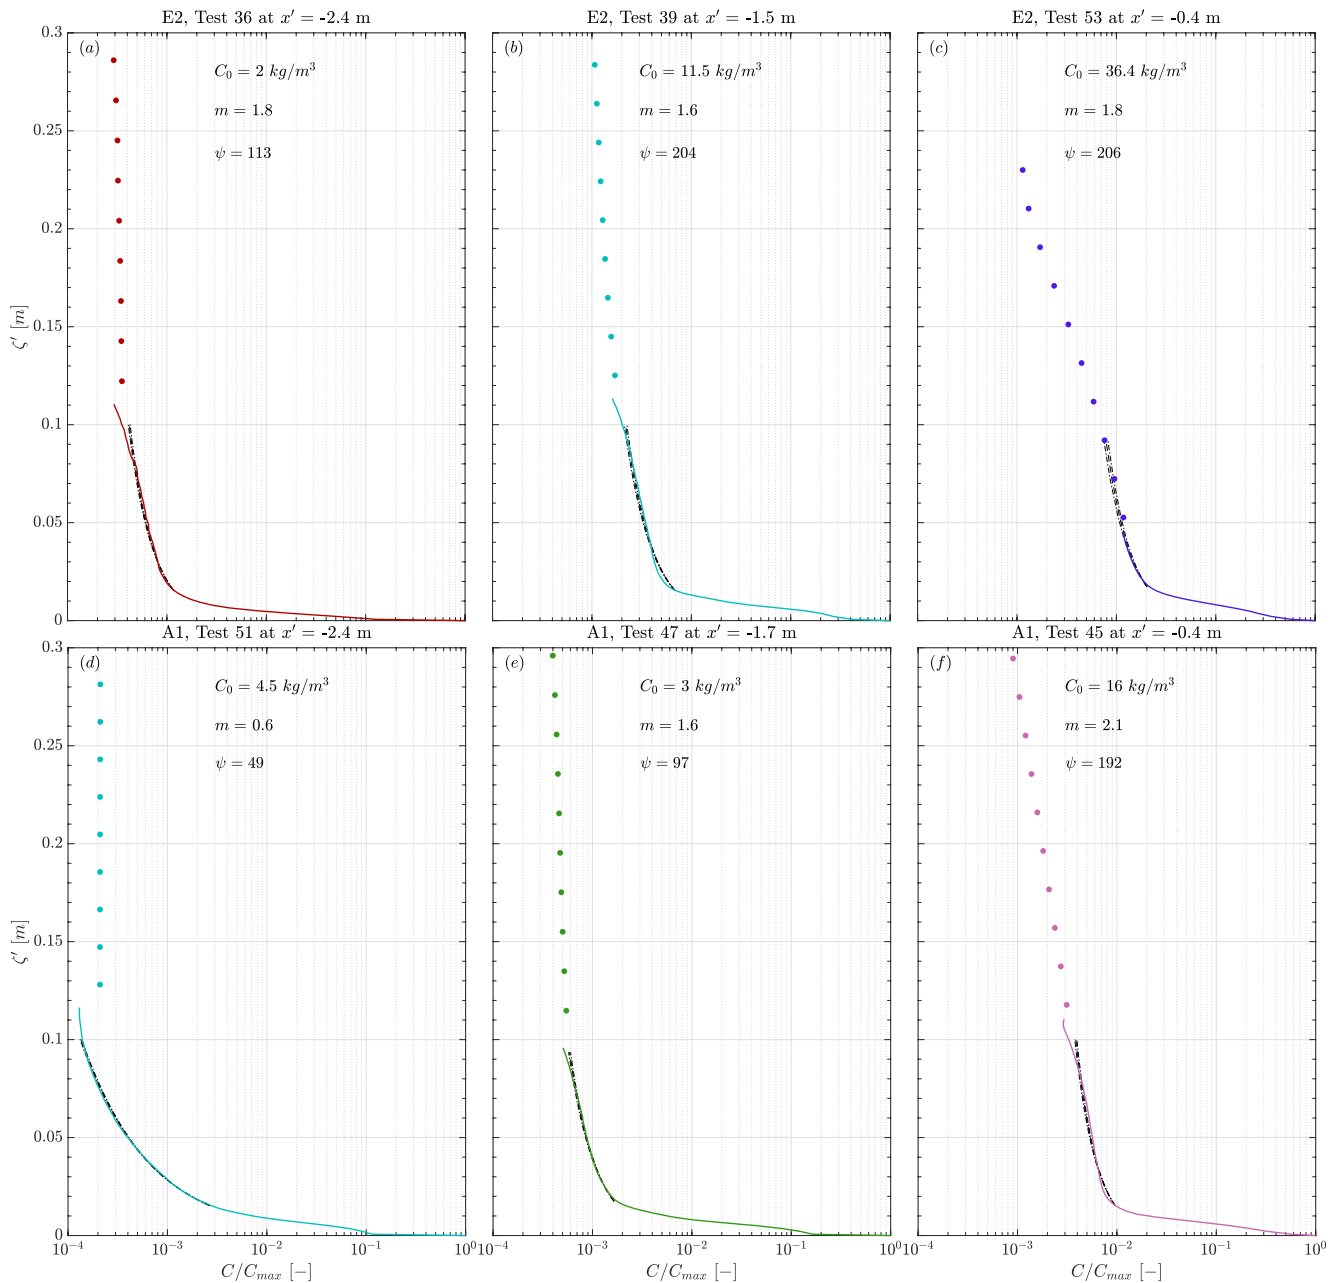 E2, Test 36 at x′ = -2.4 m
E2, Test 39 at x′ = -1.5 m
E2, Test 53 at x′ = -0.4 m
(a)
C₀ = 2 kg/m³
m = 1.8
ψ = 113
(b)
C₀ = 11.5 kg/m³
m = 1.6
ψ = 204
(c)
C₀ = 36.4 kg/m³
m = 1.8
ψ = 206
0.3
0.25
0.2
0.15
0.1
0.05
0
ζ′ [m]
A1, Test 51 at x′ = -2.4 m
A1, Test 47 at x′ = -1.7 m
A1, Test 45 at x′ = -0.4 m
(d)
C₀ = 4.5 kg/m³
m = 0.6
ψ = 49
(e)
C₀ = 3 kg/m³
m = 1.6
ψ = 97
(f)
C₀ = 16 kg/m³
m = 2.1
ψ = 192
0.3
0.25
0.2
0.15
0.1
0.05
0
ζ′ [m]
10⁻⁴ 10⁻³ 10⁻² 10⁻¹ 10⁰
10⁻³ 10⁻² 10⁻¹ 10⁰
10⁻³ 10⁻² 10⁻¹ 10⁰
C/Cₘₐₓ [−]
C/Cₘₐₓ [−]
C/Cₘₐₓ [−]